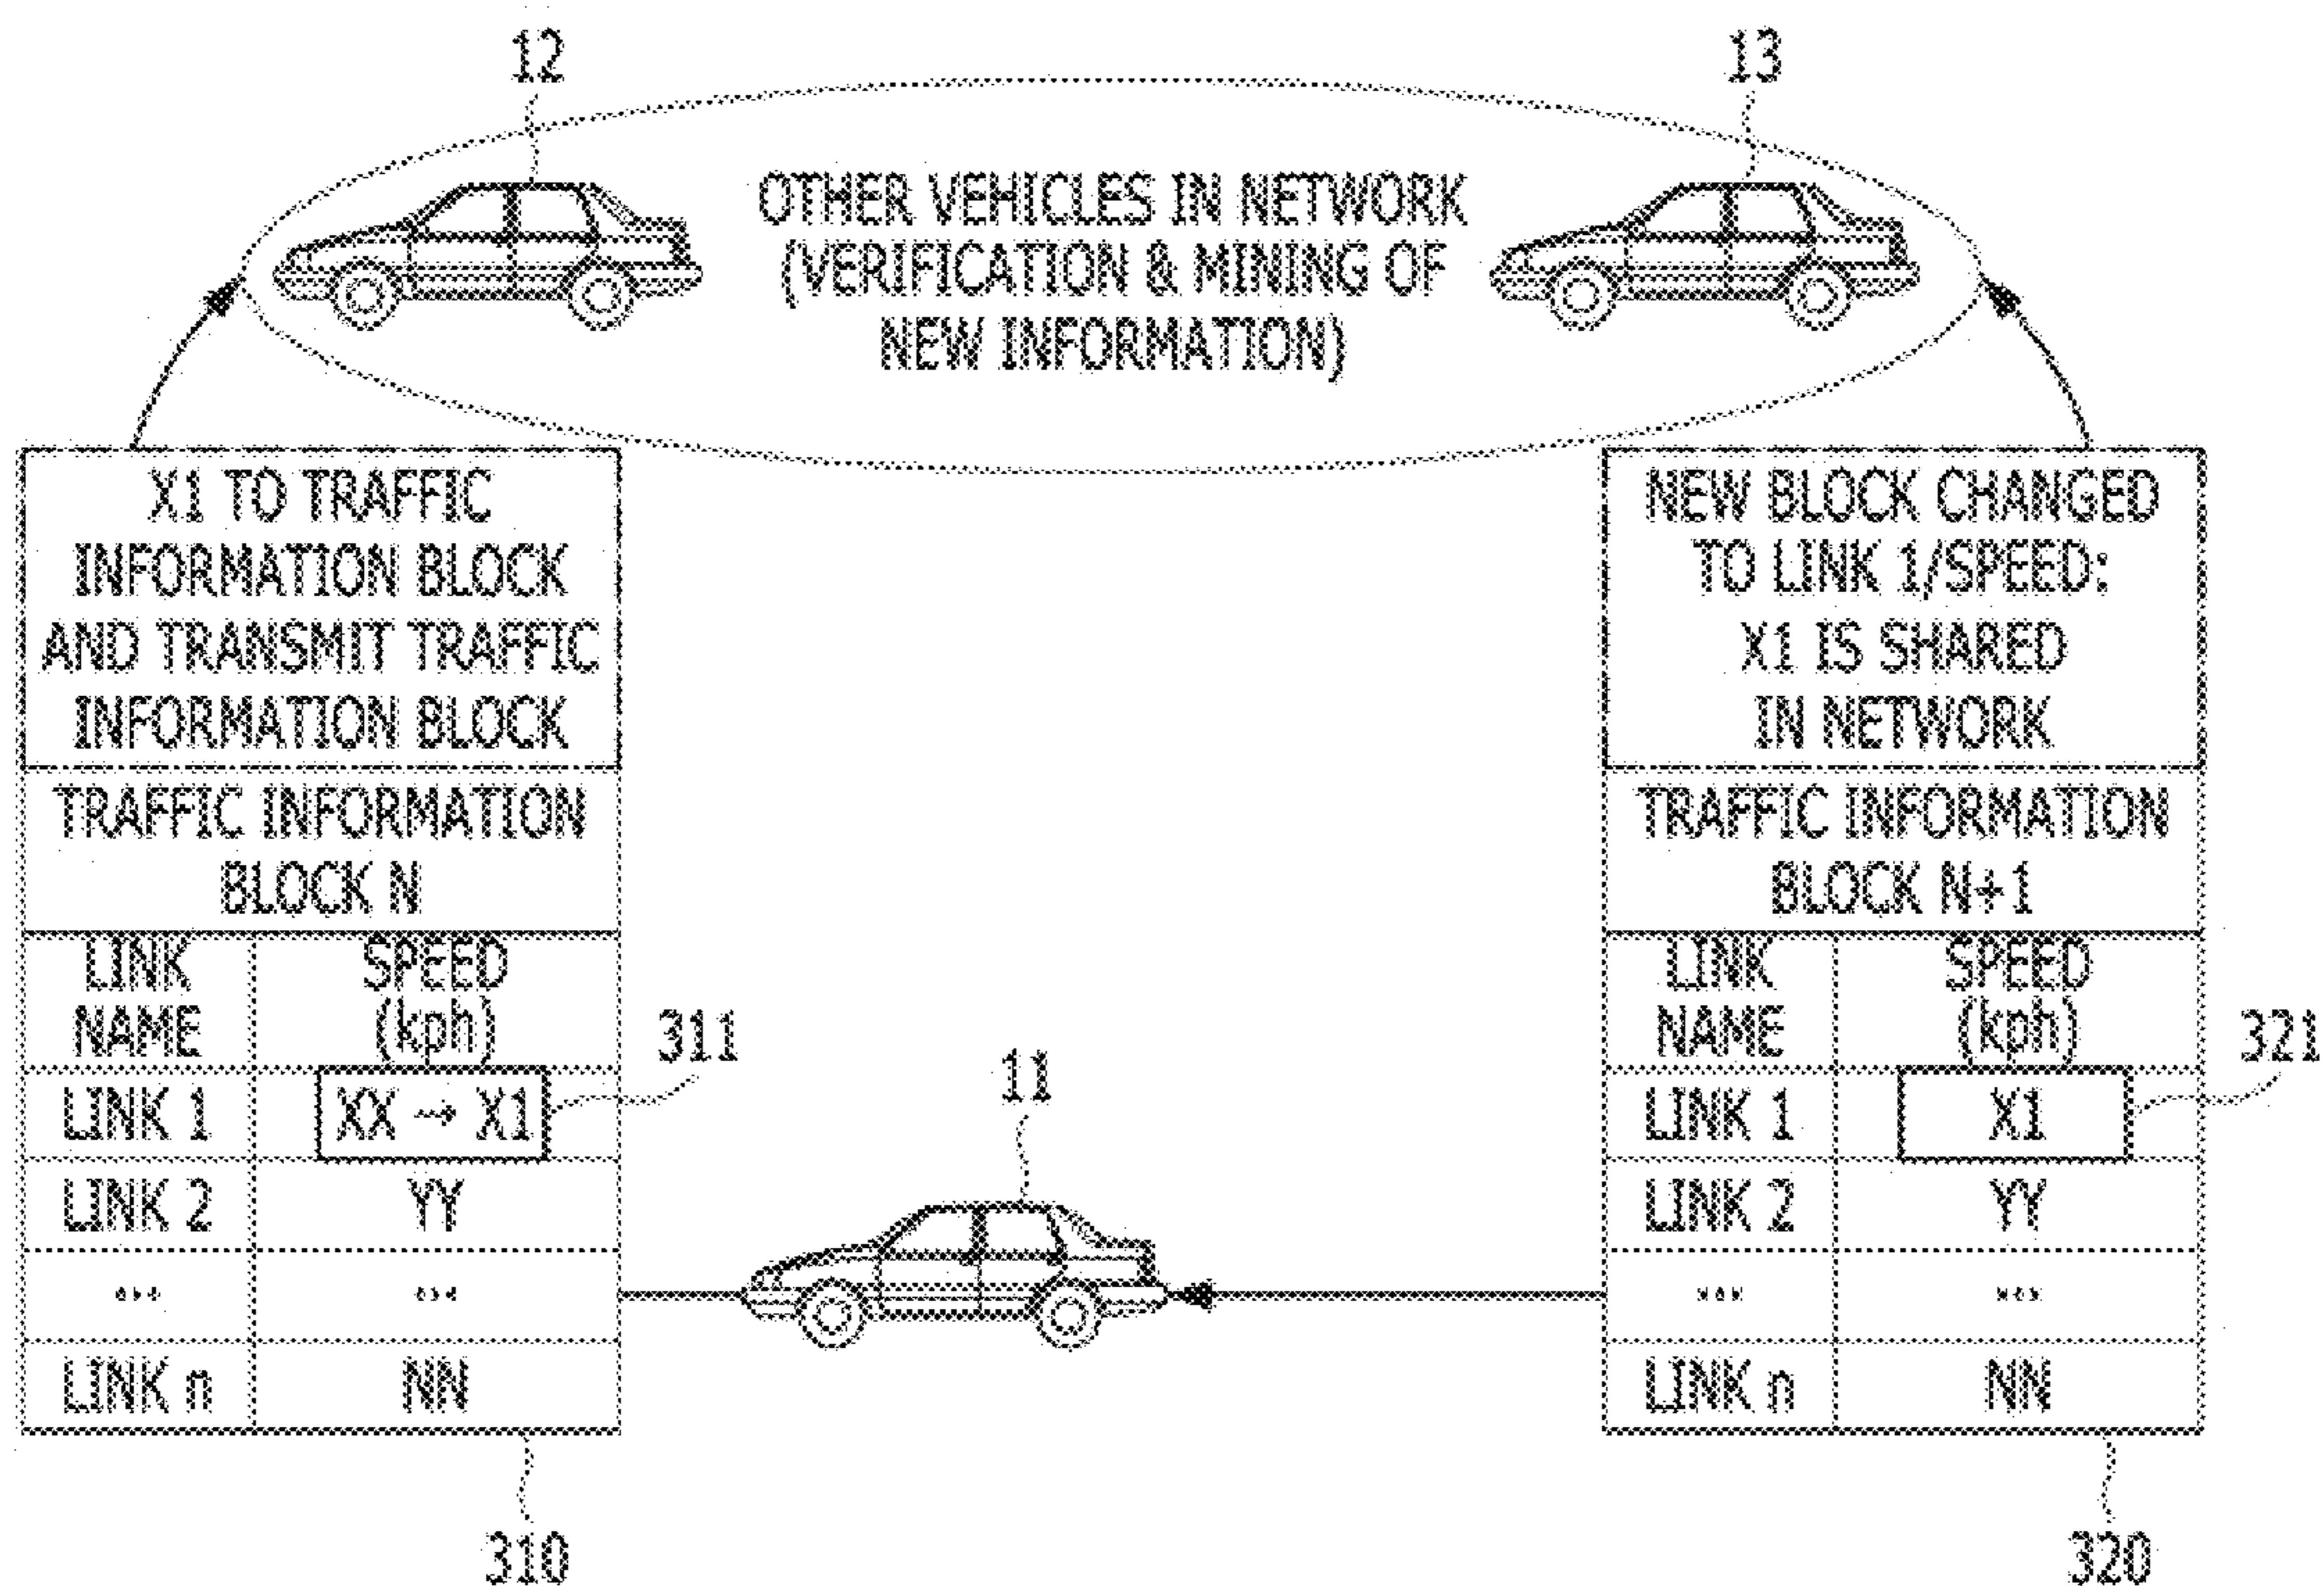 12
13
OTHER VEHICLES IN NETWORK
(VERIFICATION & MINING OF
NEW INFORMATION)
X1 TO TRAFFIC
INFORMATION BLOCK
AND TRANSMIT TRAFFIC
INFORMATION BLOCK
TRAFFIC INFORMATION
BLOCK N
LINK
NAME
SPEED
(kph)
LINK 1
XX → X1
LINK 2
YY
...
...
LINK n
NN
311
310
11
NEW BLOCK CHANGED
TO LINK 1/SPEED:
X1 IS SHARED
IN NETWORK
TRAFFIC INFORMATION
BLOCK N+1
LINK
NAME
SPEED
(kph)
LINK 1
X1
LINK 2
YY
...
...
LINK n
NN
321
320